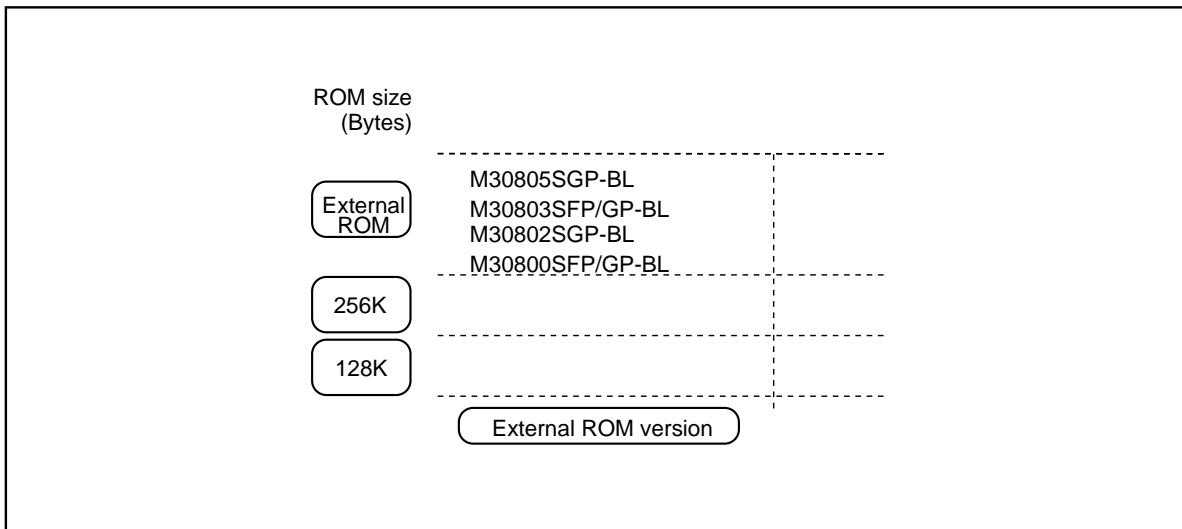 ROM size
(Bytes)
External
ROM
M30805SGP-BL
M30803SFP/GP-BL
M30802SGP-BL
M30800SFP/GP-BL
256K
128K
External ROM version